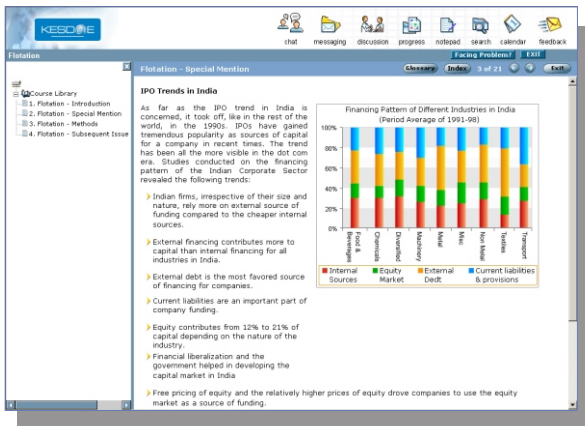 KESDEE
chat messaging discussion progress notepad search calendar feedback
Flotation
Facing Problem? EXIT
Course Library
1. Flotation - Introduction
2. Flotation - Special Mention
3. Flotation - Methods
4. Flotation - Subsequent Issue
Flotation - Special Mention
Glossary Index 3 of 21 Exit
IPO Trends in India
As far as the IPO trend in India is
concerned, it took off, like in the rest of the
world, in the 1990s. IPOs have gained
tremendous popularity as sources of capital
for a company in recent times. The trend
has been all the more visible in the dot com
era. Studies conducted on the financing
pattern of the Indian Corporate Sector
revealed the following trends:
Indian firms, irrespective of their size and
nature, rely more on external source of
funding compared to the cheaper internal
sources.
External financing contributes more to
capital than internal financing for all
industries in India.
External debt is the most favored source
of financing for companies.
Current liabilities are an important part of
company funding.
Equity contributes from 12% to 21% of
capital depending on the nature of the
industry.
Financial liberalization and the
government helped in developing the
capital market in India
Free pricing of equity and the relatively higher prices of equity drove companies to use the equity
market as a source of funding.
Financing Pattern of Different Industries in India
(Period Average of 1991-98)
100%
80%
60%
40%
20%
0%
Food &
Beverages
Chemicals
Diversified
Machinery
Metal
Misc
Non Metal
Textiles
Transport
Internal
Sources
Equity
Market
External
Dedt
Current liabilities
& provisions